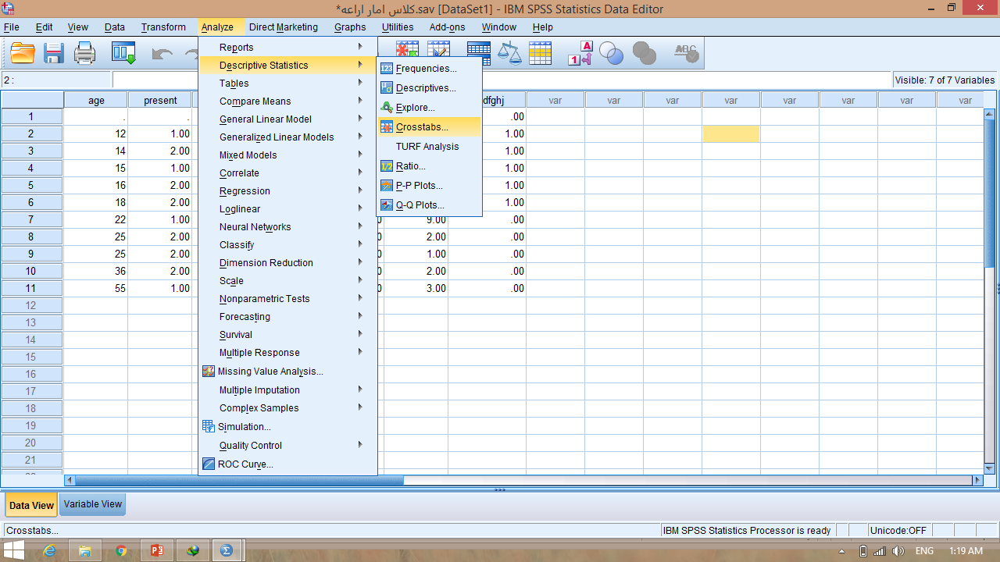 *كلاس امار اراعه.sav [DataSet1] - IBM SPSS Statistics Data Editor
File Edit View Data Transform Analyze Direct Marketing Graphs Utilities Add-ons Window Help
2 :
Visible: 7 of 7 Variables
age present dfghj var var var var var var var var
1 . . .00
2 12 1.00 1.00
3 14 2.00 1.00
4 15 1.00 1.00
5 16 2.00 1.00
6 18 2.00 1.00
7 22 1.00 9.00 .00
8 25 2.00 0 2.00 .00
9 25 2.00 0 1.00 .00
10 36 2.00 0 2.00 .00
11 55 1.00 0 3.00 .00
12
13
14
15
16
17
18
19
20
21
Reports
Descriptive Statistics
Tables
Compare Means
General Linear Model
Generalized Linear Models
Mixed Models
Correlate
Regression
Loglinear
Neural Networks
Classify
Dimension Reduction
Scale
Nonparametric Tests
Forecasting
Survival
Multiple Response
Missing Value Analysis...
Multiple Imputation
Complex Samples
Simulation...
Quality Control
ROC Curve...
123 Frequencies...
Descriptives...
Explore...
Crosstabs...
TURF Analysis
1/2 Ratio...
P-P Plots...
Q-Q Plots...
Data View Variable View
Crosstabs...
IBM SPSS Statistics Processor is ready
Unicode:OFF
ENG 1:19 AM